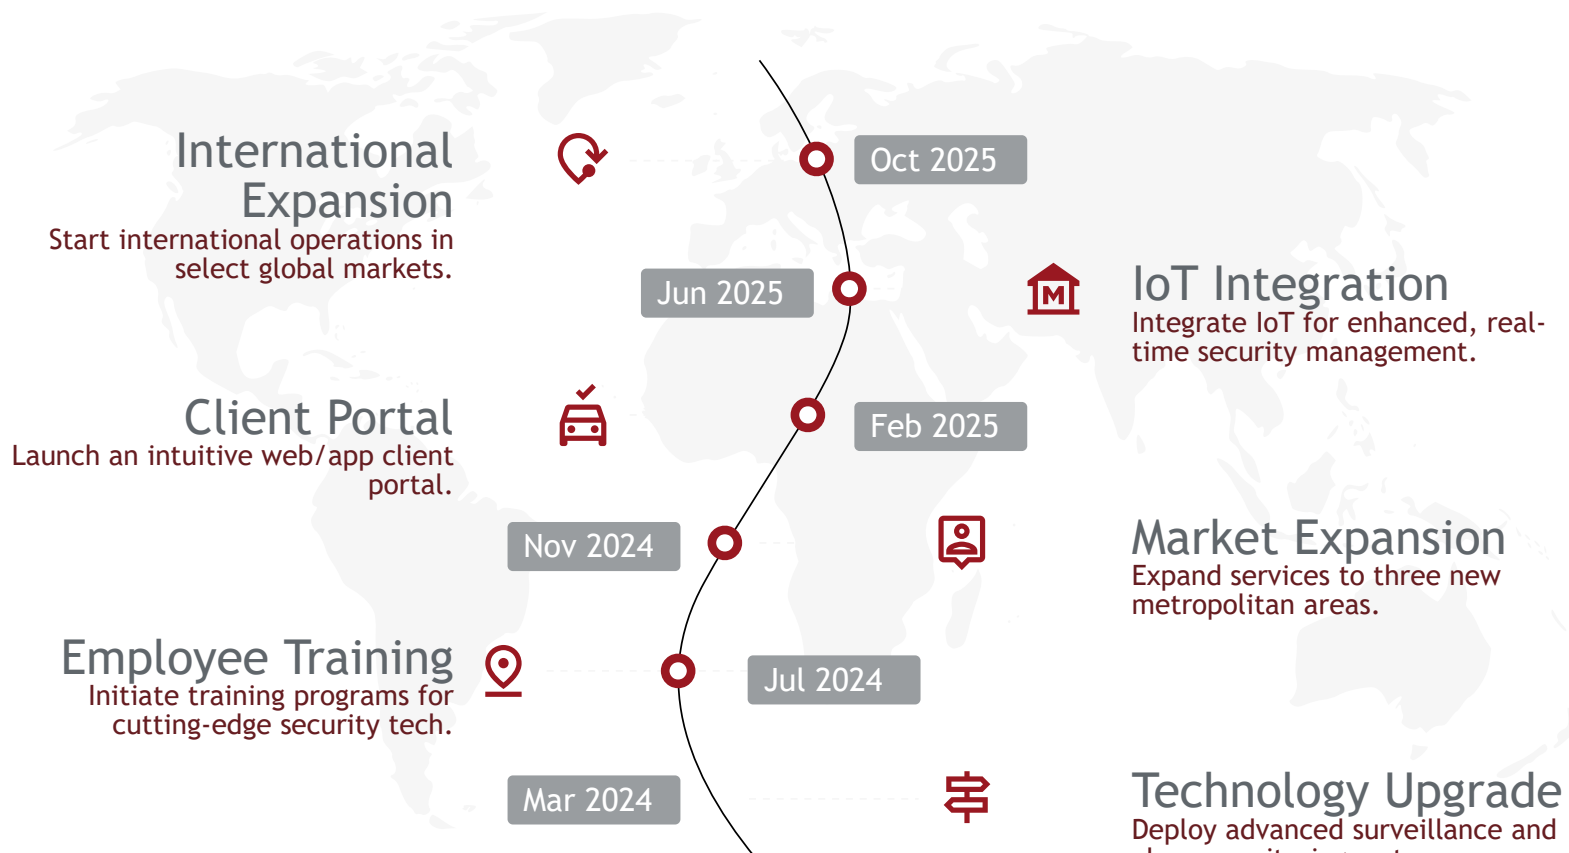 International
Expansion
Start international operations in
select global markets.
Oct 2025
Jun 2025
IoT Integration
Integrate IoT for enhanced, real-
time security management.
Client Portal
Launch an intuitive web/app client
portal.
Feb 2025
Nov 2024
Market Expansion
Expand services to three new
metropolitan areas.
Employee Training
Initiate training programs for
cutting-edge security tech.
Jul 2024
Mar 2024
Technology Upgrade
Deploy advanced surveillance and